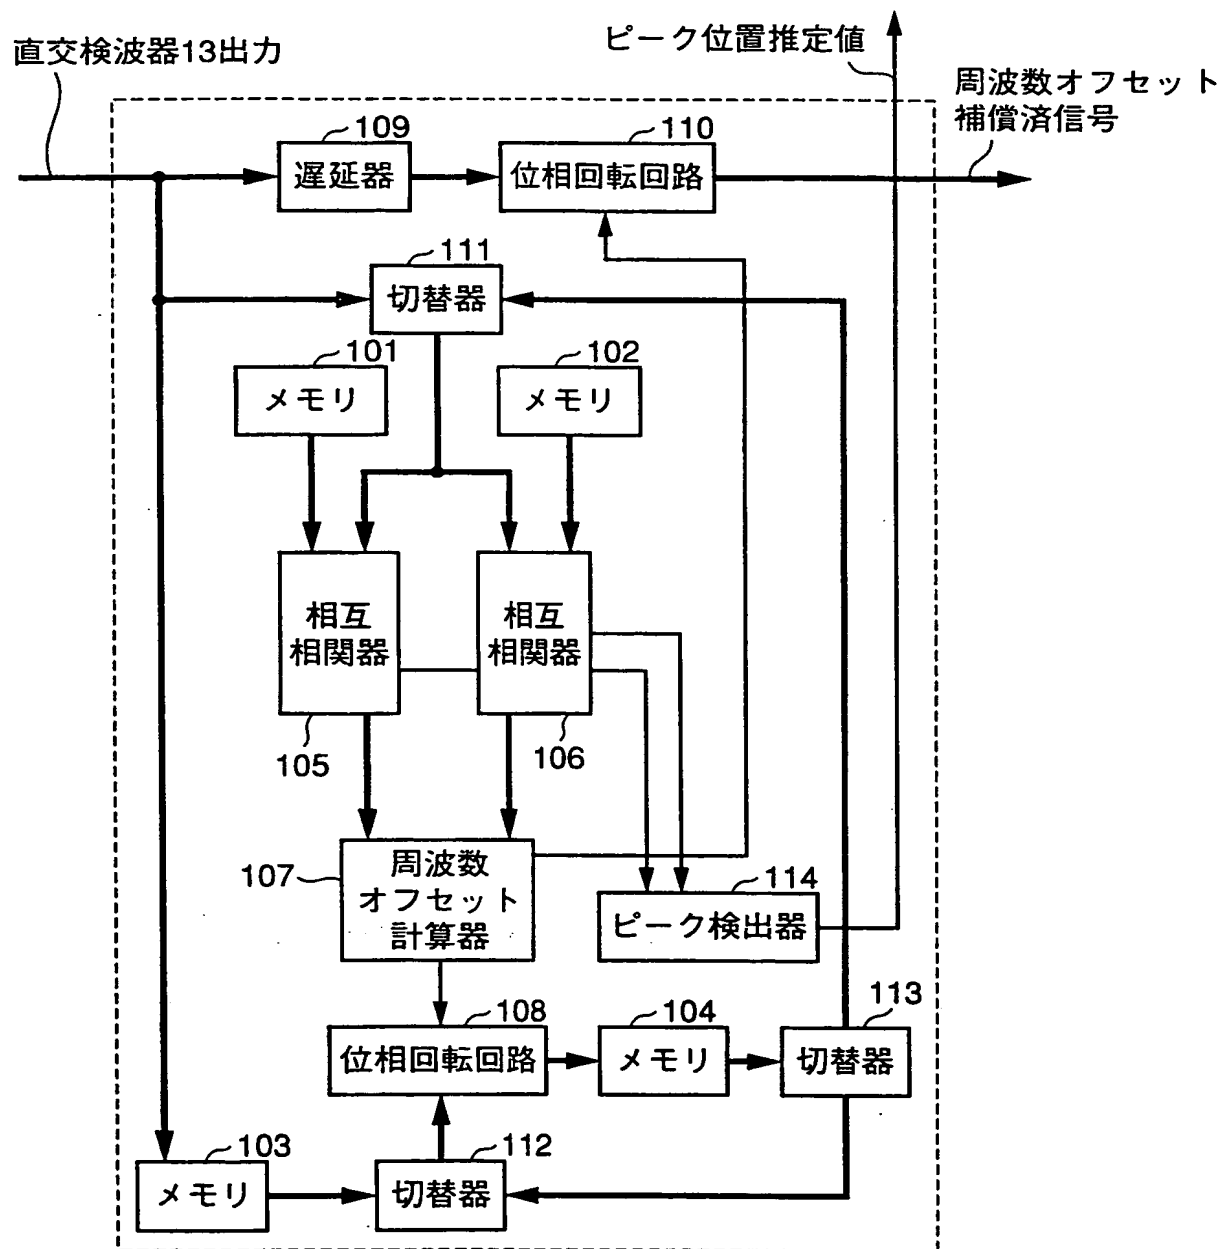 ピーク位置推定値
直交検波器13出力
周波数オフセット
補償済信号
109
遅延器
110
位相回転回路
111
切替器
101
メモリ
102
メモリ
相互
相関器
105
相互
相関器
106
107
周波数
オフセット
計算器
114
ピーク検出器
108
位相回転回路
104
メモリ
113
切替器
103
メモリ
112
切替器